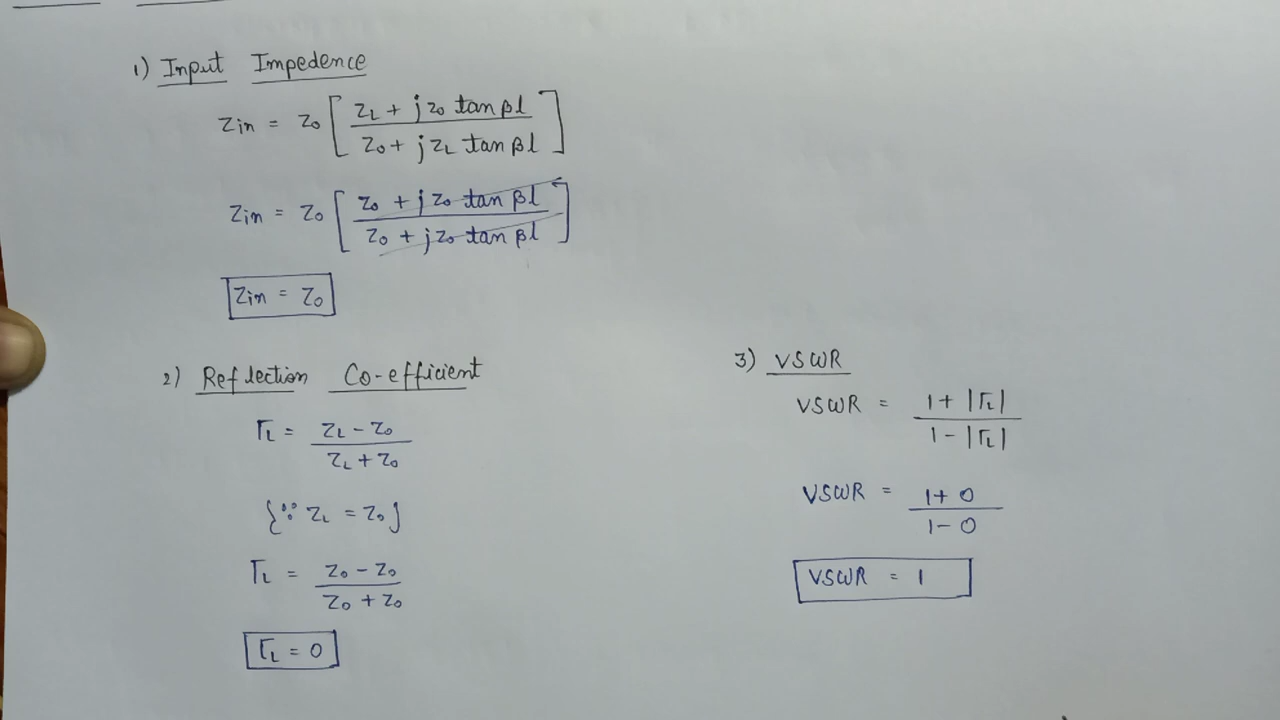 1) Input Impedence
Zin = Z0 [ (ZL + j Z0 tan βl) / (Z0 + j ZL tan βl) ]
Zin = Z0 [ (Z0 + j Z0 tan βl) / (Z0 + j Z0 tan βl) ]
Zin = Z0
2) Reflection Co-efficient
ΓL = (ZL - Z0) / (ZL + Z0)
{∵ ZL = Z0}
ΓL = (Z0 - Z0) / (Z0 + Z0)
ΓL = 0
3) VSWR
VSWR = (1 + |ΓL|) / (1 - |ΓL|)
VSWR = (1 + 0) / (1 - 0)
VSWR = 1